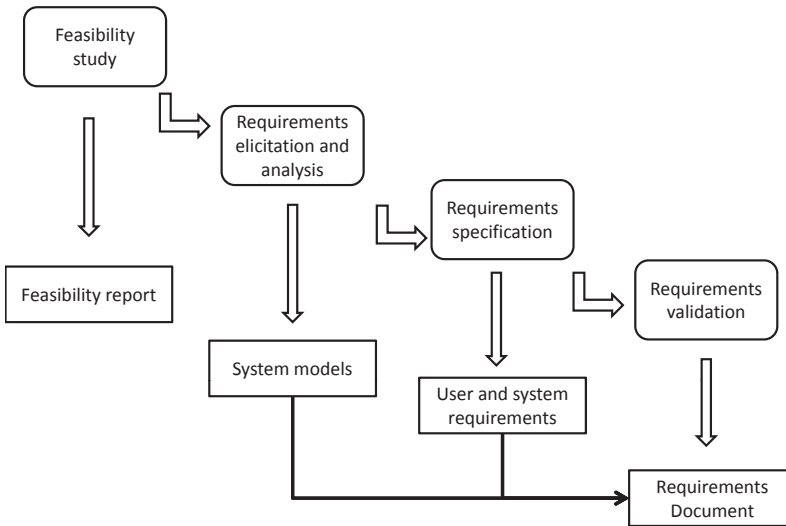 Feasibility
study
Requirements
elicitation and
analysis
Requirements
specification
Requirements
validation
Feasibility report
System models
User and system
requirements
Requirements
Document